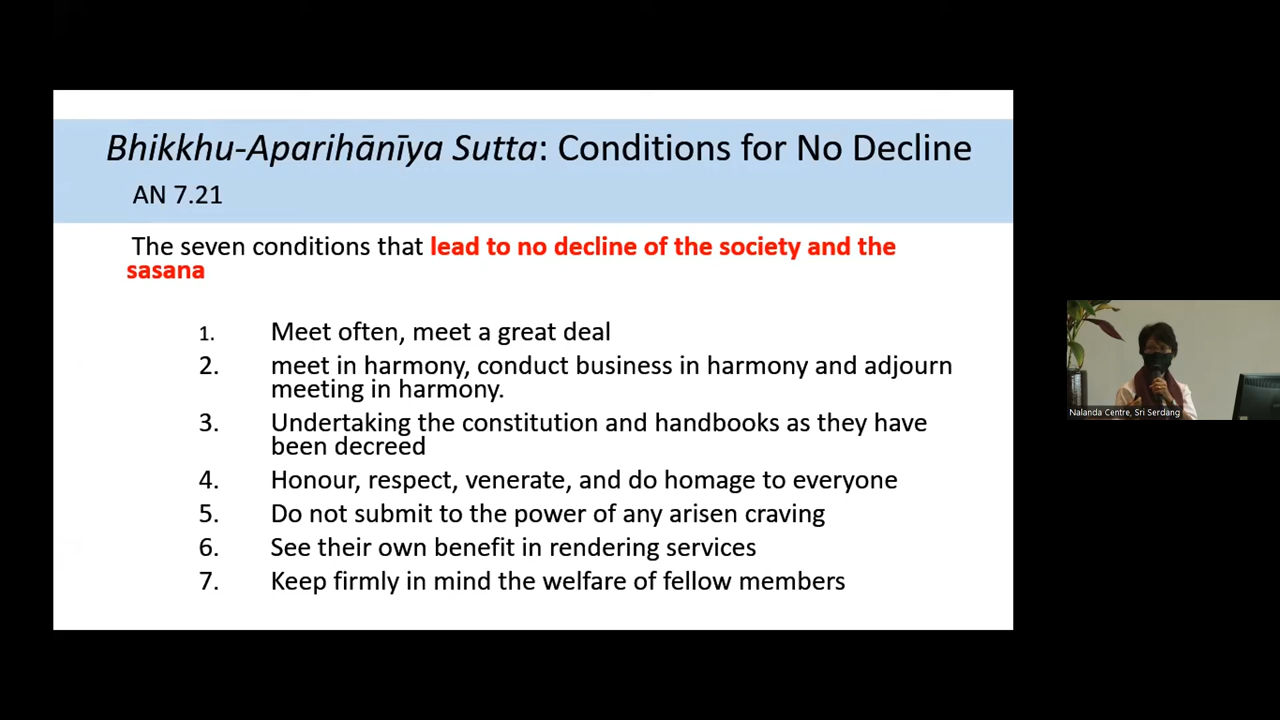 Bhikkhu-Aparihānīya Sutta: Conditions for No Decline
AN 7.21
The seven conditions that lead to no decline of the society and the
sasana
1. Meet often, meet a great deal
2. meet in harmony, conduct business in harmony and adjourn
meeting in harmony.
3. Undertaking the constitution and handbooks as they have
been decreed
4. Honour, respect, venerate, and do homage to everyone
5. Do not submit to the power of any arisen craving
6. See their own benefit in rendering services
7. Keep firmly in mind the welfare of fellow members
Nalanda Centre, Sri Serdang